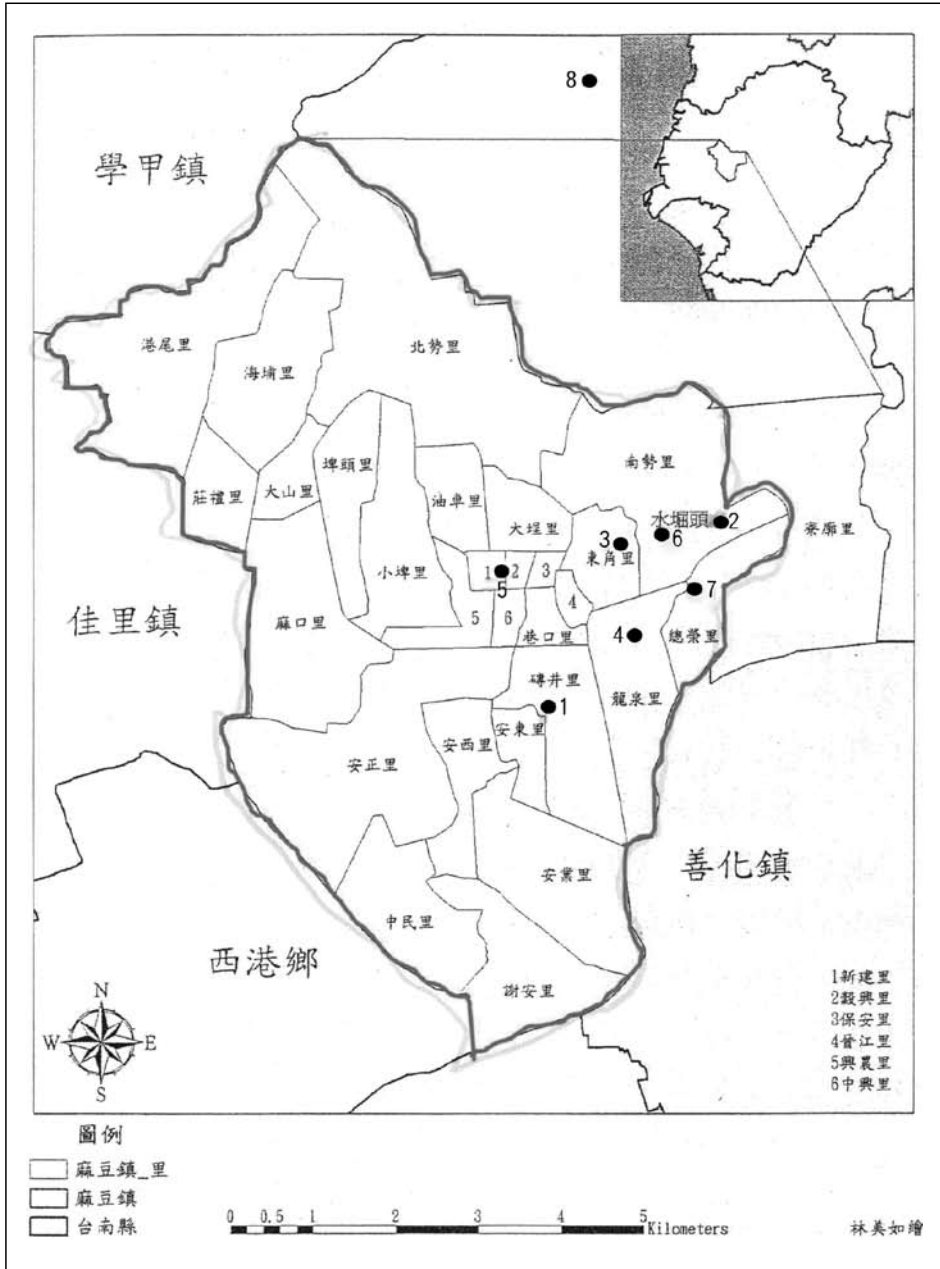 8
學甲鎮
港尾里
北勢里
海埔里
埤頭里
南勢里
莊禮里
大山里
油車里
大埕里
水堀頭
2
寮廍里
3
6
小埤里
1
2
3
東角里
5
7
4
佳里鎮
麻口里
5
6
巷口里
4
總榮里
磚井里
龍泉里
1
安東里
安西里
安正里
善化鎮
安業里
中民里
西港鄉
謝安里
1新建里
2穀興里
3保安里
4晉江里
5興農里
6中興里
N
W
E
S
圖例
麻豆鎮_里
麻豆鎮
台南縣
0 0.5 1 2 3 4 5
Kilometers
林美如繪